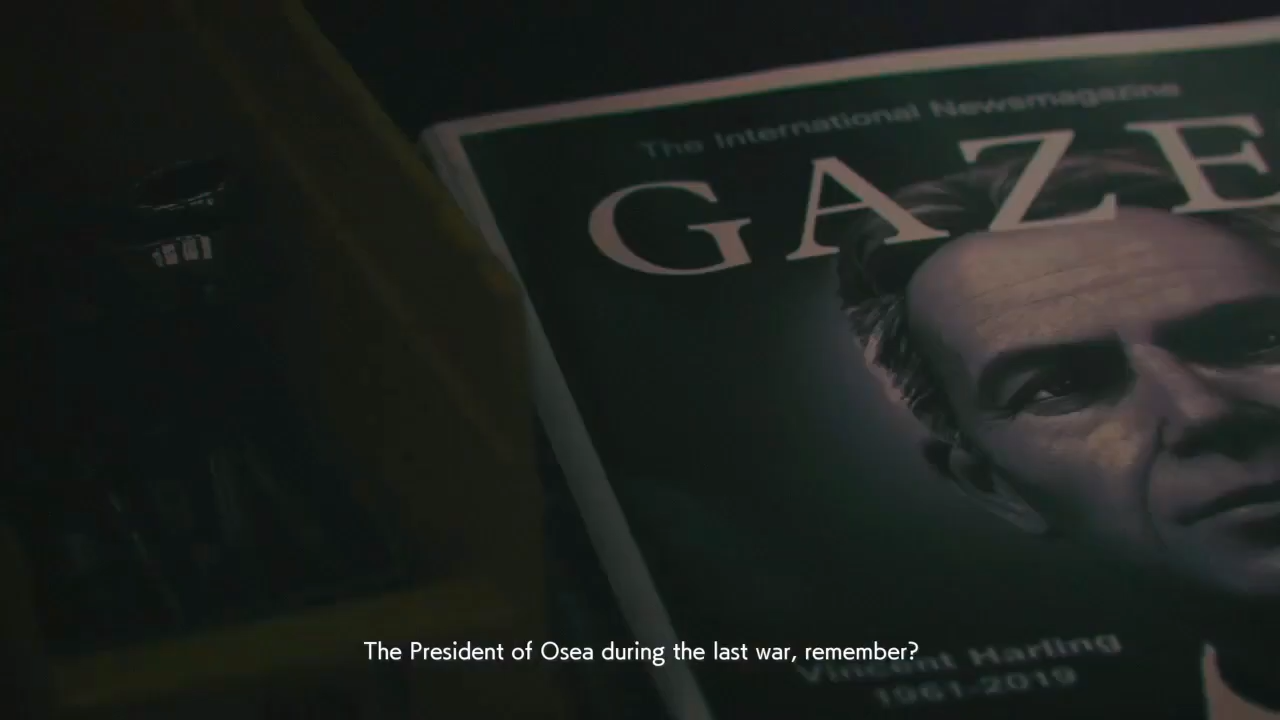 The International Newsmagazine
GAZE
Vincent Harling
1961-2019
The President of Osea during the last war, remember?